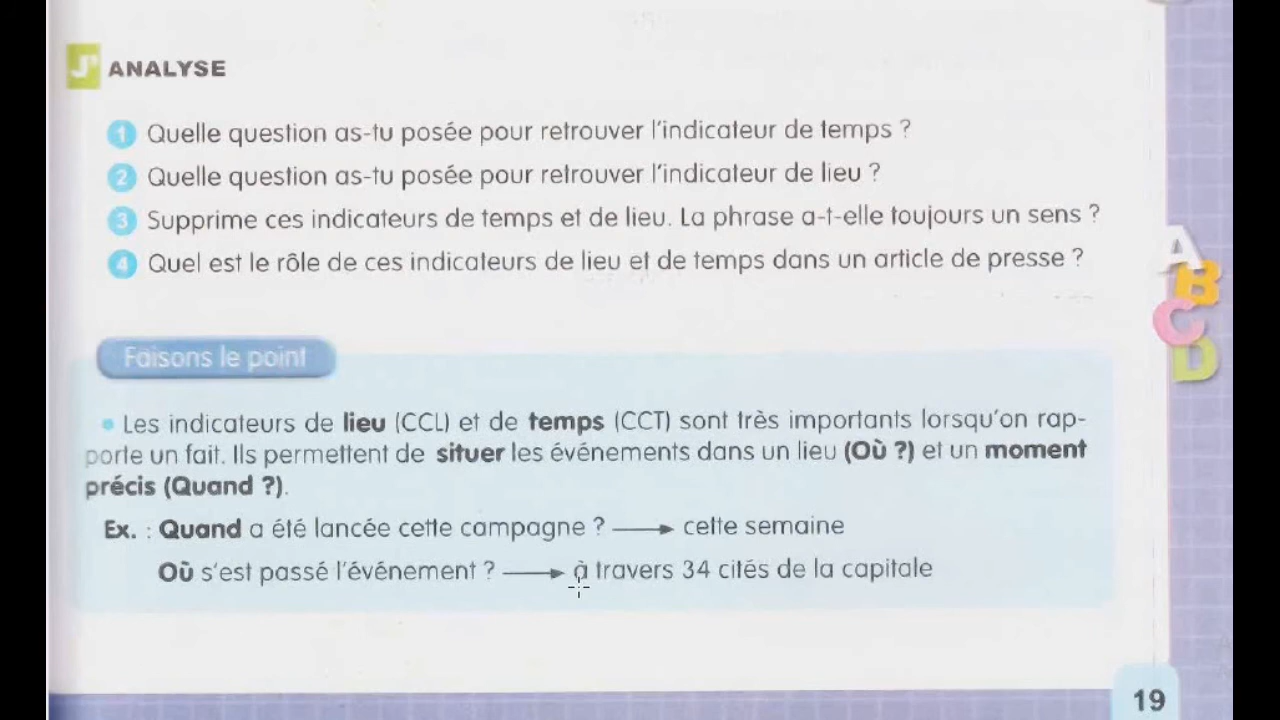 J' ANALYSE
1 Quelle question as-tu posée pour retrouver l'indicateur de temps ?
2 Quelle question as-tu posée pour retrouver l'indicateur de lieu ?
3 Supprime ces indicateurs de temps et de lieu. La phrase a-t-elle toujours un sens ?
4 Quel est le rôle de ces indicateurs de lieu et de temps dans un article de presse ?
A
B
C
D
Faisons le point
• Les indicateurs de lieu (CCL) et de temps (CCT) sont très importants lorsqu'on rap-
porte un fait. Ils permettent de situer les événements dans un lieu (Où ?) et un moment
précis (Quand ?).
Ex. : Quand a été lancée cette campagne ? → cette semaine
Où s'est passé l'événement ? → à travers 34 cités de la capitale
19